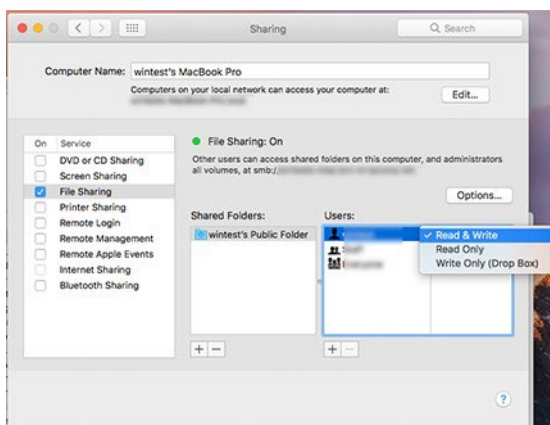 Sharing
Search
Computer Name: wintest's MacBook Pro
Computers on your local network can access your computer at:
Edit...
On Service
DVD or CD Sharing
Screen Sharing
File Sharing
Printer Sharing
Remote Login
Remote Management
Remote Apple Events
Internet Sharing
Bluetooth Sharing
File Sharing: On
Other users can access shared folders on this computer, and administrators
all volumes, at smb:/
Options...
Shared Folders:
wintest's Public Folder
Users:
Read & Write
Read Only
Write Only (Drop Box)
+ −
+ −
?